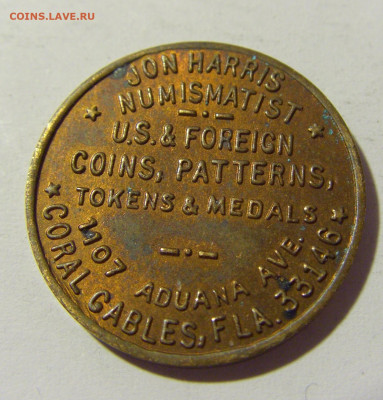 COINS.LAVE.RU
JON HARRIS
NUMISMATIST
U.S. & FOREIGN
COINS, PATTERNS,
TOKENS & MEDALS
1107 ADUANA AVE.
CORAL GABLES, FLA. 33146